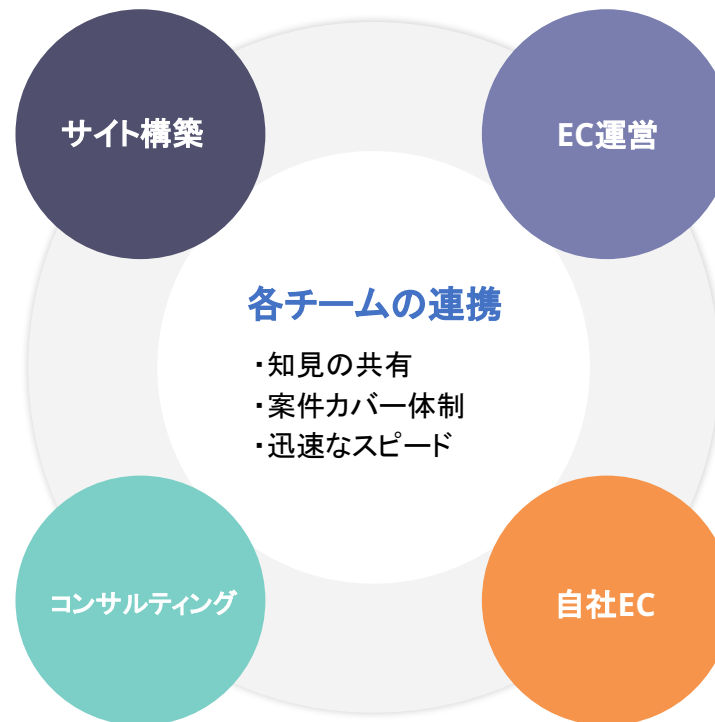 サイト構築
EC運営
各チームの連携
・知見の共有
・案件カバー体制
・迅速なスピード
コンサルティング
自社EC